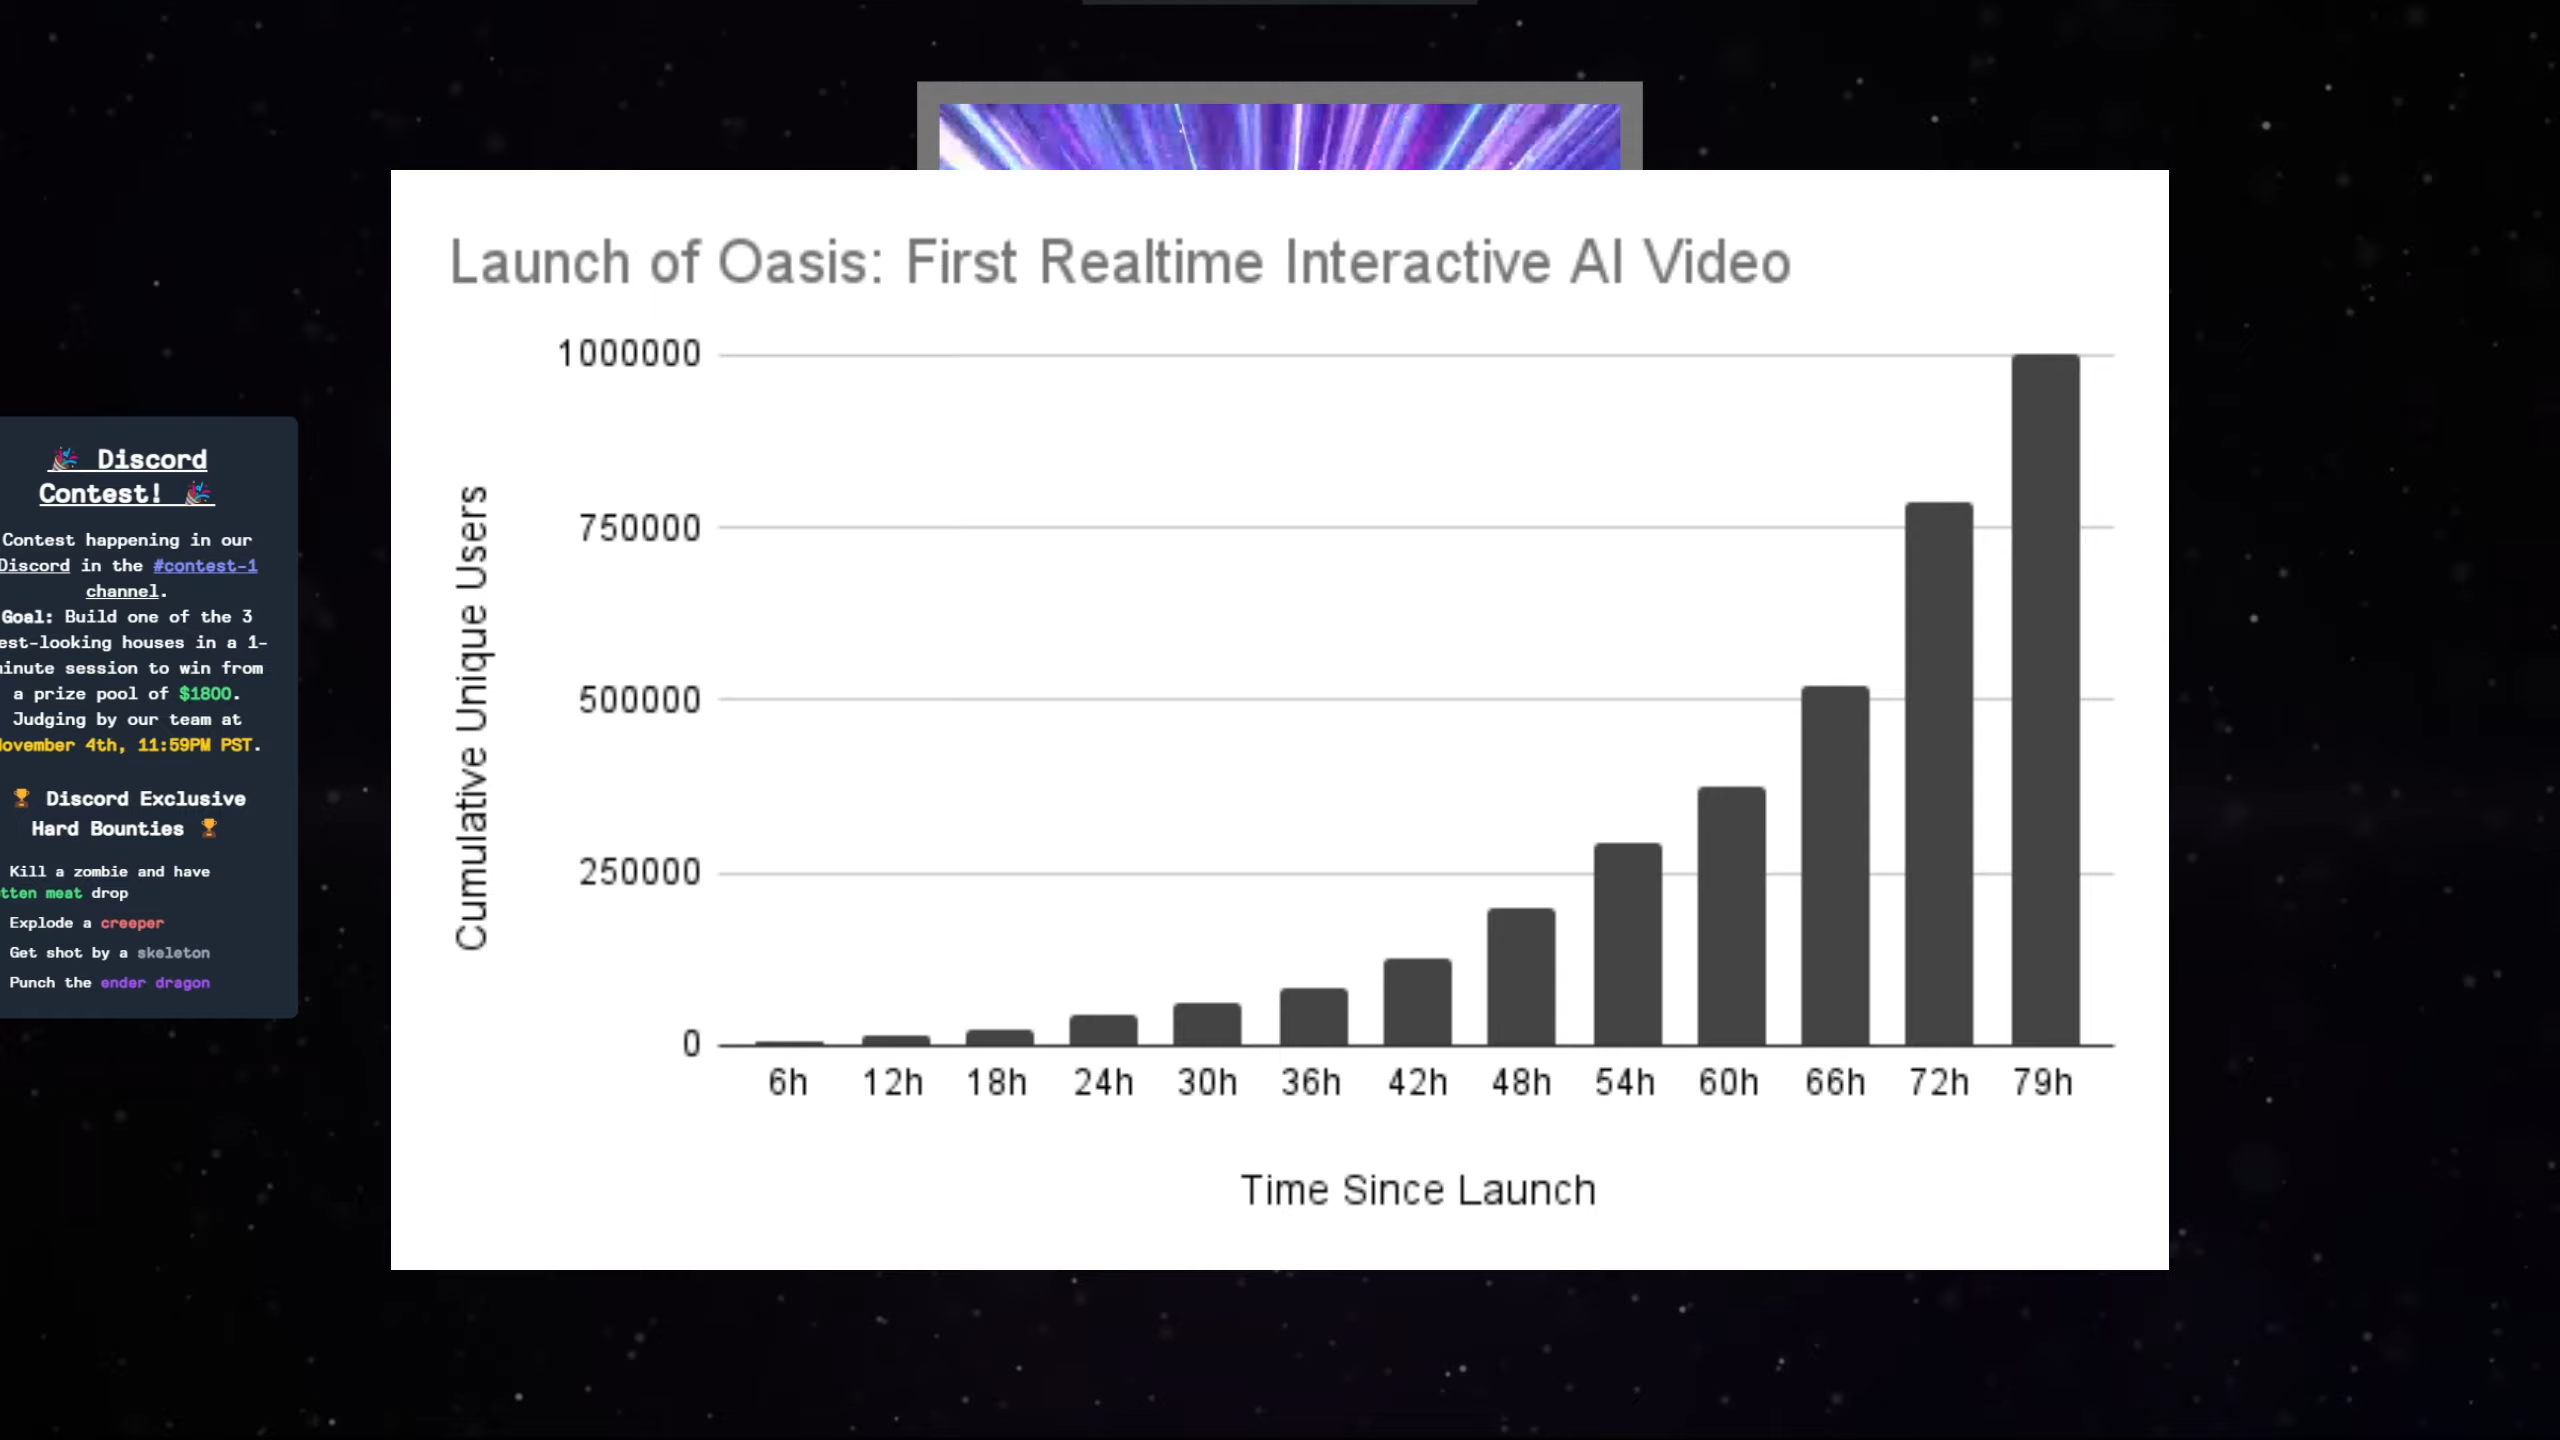 Launch of Oasis: First Realtime Interactive AI Video
Cumulative Unique Users
1000000
750000
500000
250000
0
6h 12h 18h 24h 30h 36h 42h 48h 54h 60h 66h 72h 79h
Time Since Launch
🎉 Discord
Contest! 🎉
Contest happening in our
Discord in the #contest-1
channel.
Goal: Build one of the 3
est-looking houses in a 1-
inute session to win from
a prize pool of $1800.
Judging by our team at
ovember 4th, 11:59PM PST.
🏆 Discord Exclusive
Hard Bounties 🏆
Kill a zombie and have
tten meat drop
Explode a creeper
Get shot by a skeleton
Punch the ender dragon